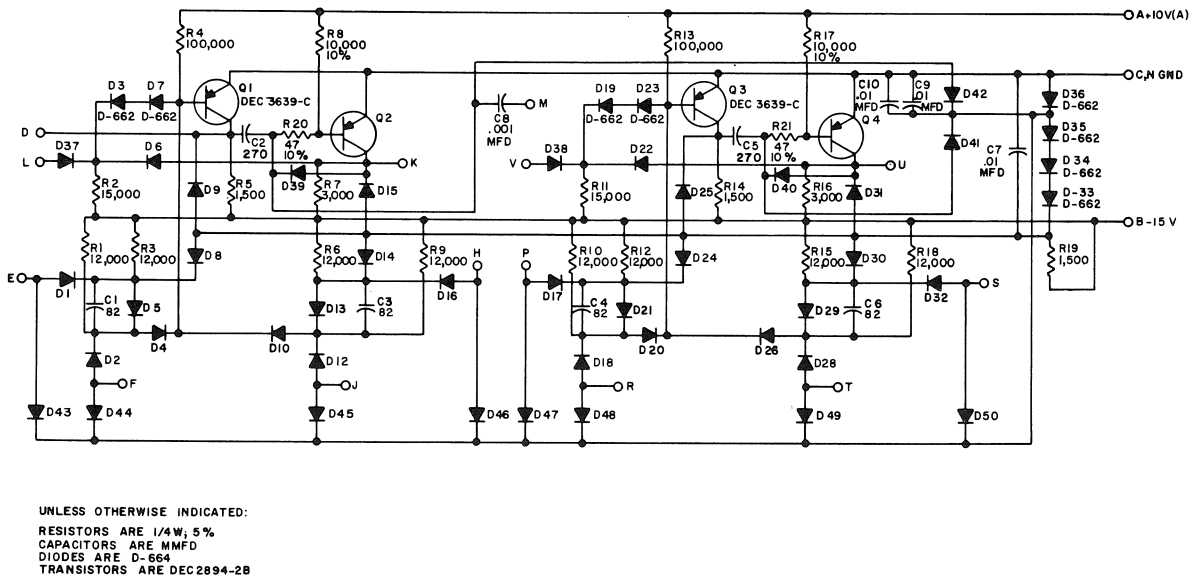 A+10V(A)
R4
100,000
R8
10,000
10%
R13
100,000
R17
10,000
10%
C,N GND
D3
D7
D-662
D-662
Q1
DEC 3639-C
Q2
C8
.001
MFD
M
D19
D23
D-662
D-662
Q3
DEC 3639-C
Q4
C10
.01
MFD
C9
.01
MFD
D42
D36
D-662
D35
D-662
D34
D-662
D-33
D-662
D
L
D37
D6
C2
270
R20
47
10%
D39
K
V
D38
D22
C5
270
R21
47
10%
D40
U
D41
C7
.01
MFD
R2
15,000
D9
R5
1,500
R7
3,000
D15
R11
15,000
D25
R14
1,500
R16
3,000
D31
B-15V
R1
12,000
R3
12,000
D8
R6
12,000
D14
R9
12,000
H
P
R10
12,000
R12
12,000
D24
R15
12,000
D30
R18
12,000
R19
1,500
E
D1
C1
82
D5
D4
D13
C3
82
D16
D17
C4
82
D21
D20
D29
C6
82
D32
S
D2
D10
D12
D18
D26
D28
F
J
R
T
D43
D44
D45
D46
D47
D48
D49
D50
UNLESS OTHERWISE INDICATED:
RESISTORS ARE 1/4W; 5%
CAPACITORS ARE MMFD
DIODES ARE D-664
TRANSISTORS ARE DEC2894-2B